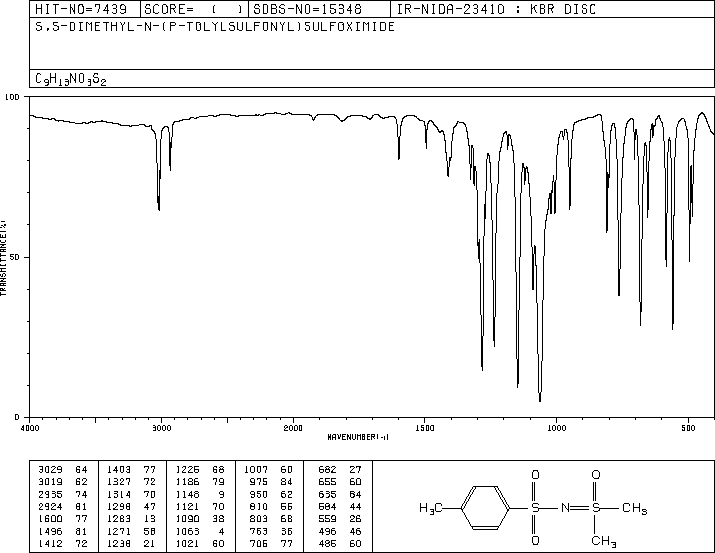 HIT-NO=7439 SCORE= ( ) SDBS-NO=15348 IR-NIDA-23410 : KBR DISC
S,S-DIMETHYL-N-(P-TOLYLSULFONYL)SULFOXIMIDE
C9H13NO3S2
100
50
0
TRANSMITTANCE(%)
4000 3000 2000 1500 1000 500
WAVENUMBER(-1)
3029 64 1403 77 1226 68 1007 60 682 27
3019 62 1327 72 1186 79 975 84 655 60
2935 74 1314 70 1148 9 950 62 635 84
2924 81 1298 47 1121 70 810 55 584 44
1600 77 1283 13 1090 38 803 68 559 26
1496 81 1271 58 1063 4 763 36 496 46
1412 72 1238 21 1021 60 706 77 486 60
O O
H3C S N S CH3
O CH3